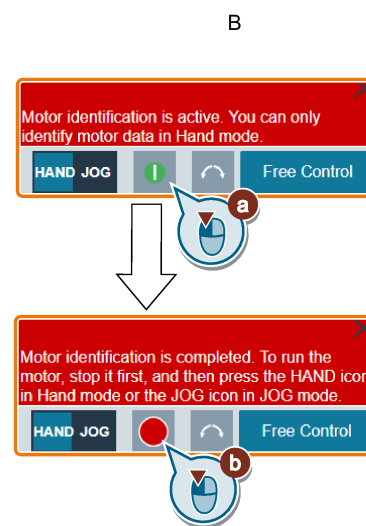 B
Motor identification is active. You can only
identify motor data in Hand mode.
HAND JOG Free Control
a
Motor identification is completed. To run the
motor, stop it first, and then press the HAND icon
in Hand mode or the JOG icon in JOG mode.
HAND JOG Free Control
b